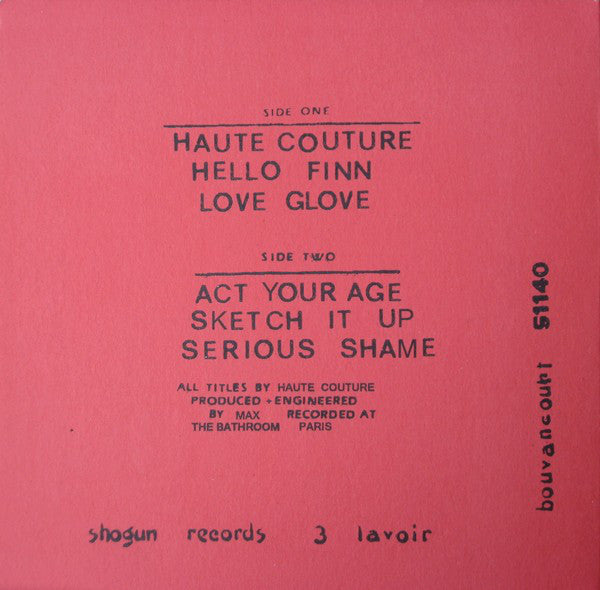 SIDE ONE
HAUTE COUTURE
HELLO FINN
LOVE GLOVE
SIDE TWO
ACT YOUR AGE
SKETCH IT UP
SERIOUS SHAME
ALL TITLES BY HAUTE COUTURE
PRODUCED + ENGINEERED
BY MAX RECORDED AT
THE BATHROOM PARIS
shogun records 3 lavoir
bouvancourt 51140